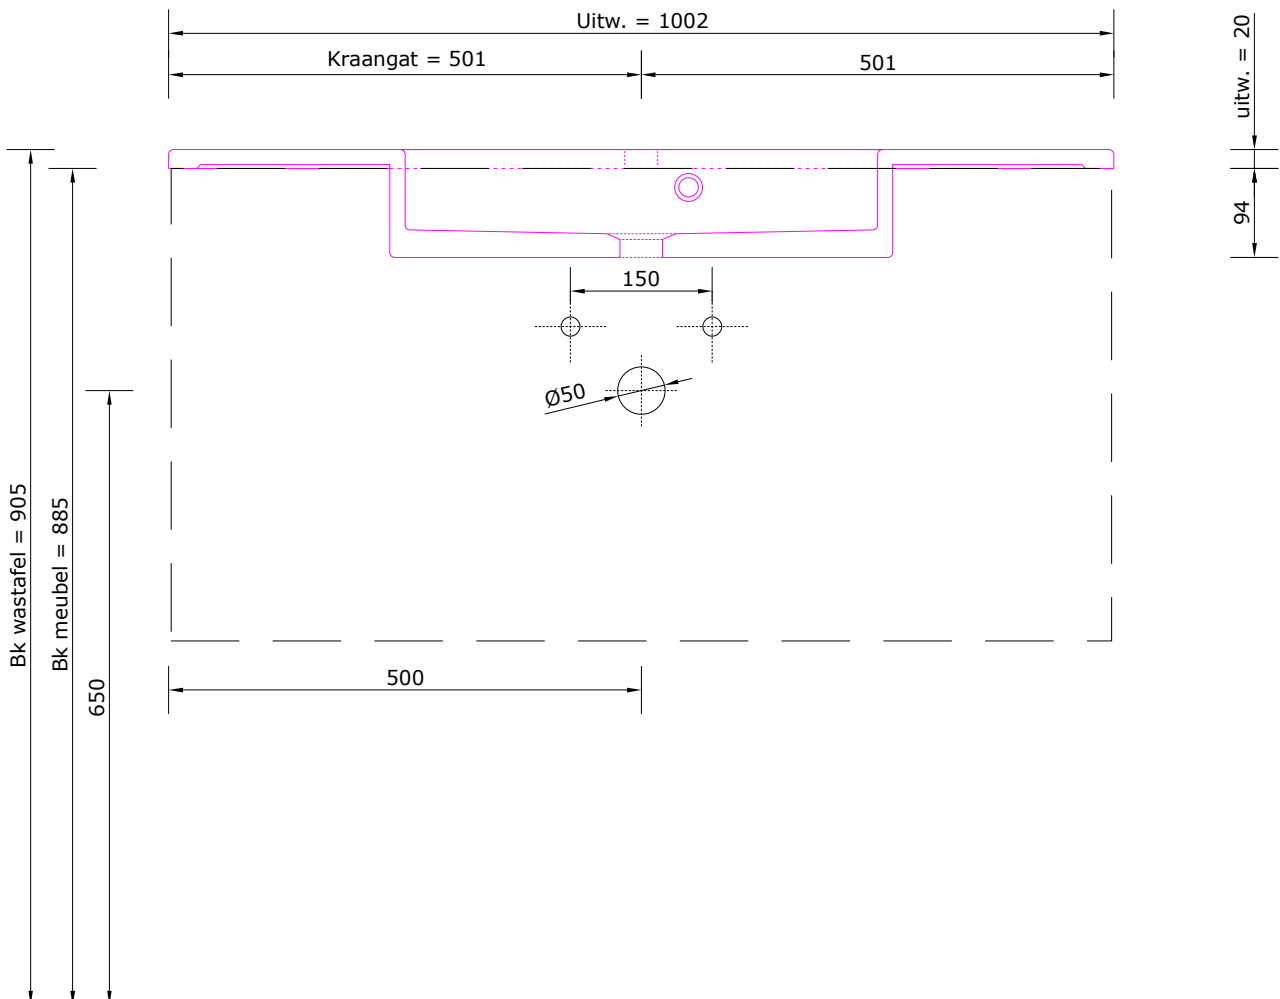 Uitw. = 1002
Kraangat = 501
501
uitw. = 20
94
150
Ø50
Bk wastafel = 905
Bk meubel = 885
650
500